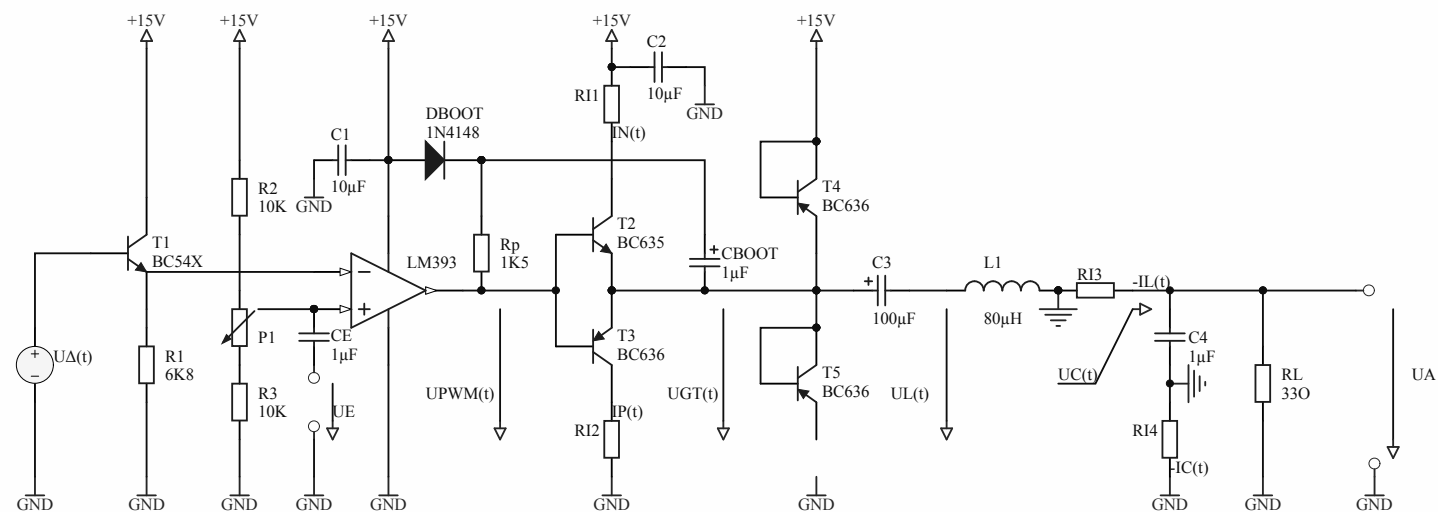 +15V
+15V
+15V
+15V
+15V
C2
10µF
GND
RI1
IN(t)
DBOOT
1N4148
C1
10µF
GND
R2
10K
T4
BC636
T1
BC54X
T2
BC635
Rp
1K5
LM393
CBOOT
1µF
C3
100µF
L1
80µH
RI3
-IL(t)
P1
CE
1µF
T3
BC636
C4
1µF
UΔ(t)
R1
6K8
R3
10K
UE
UPWM(t)
IP(t)
RI2
UGT(t)
T5
BC636
UL(t)
UC(t)
RL
33O
UA
RI4
-IC(t)
GND
GND
GND
GND
GND
GND
GND
GND
GND
GND